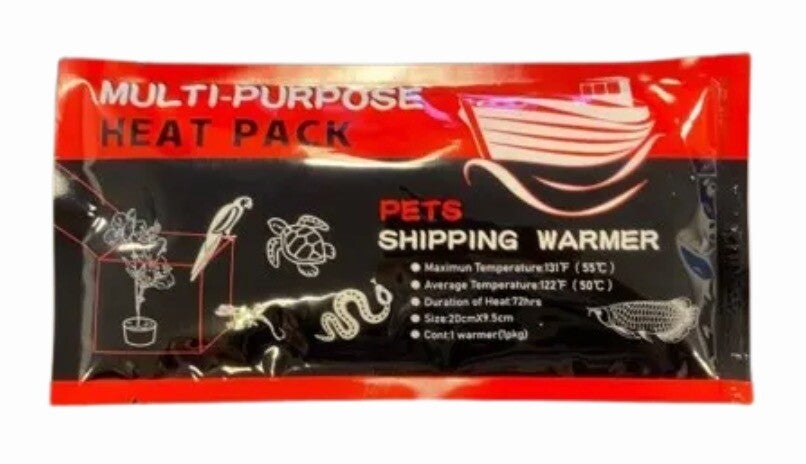 MULTI-PURPOSE
HEAT PACK
PETS
SHIPPING WARMER
● Maximun Temperature:131°F (55℃)
● Average Temperature:122°F (50℃)
● Duration of Heat:72hrs
● Size:20cmX9.5cm
● Cont:1 warmer(1pkg)